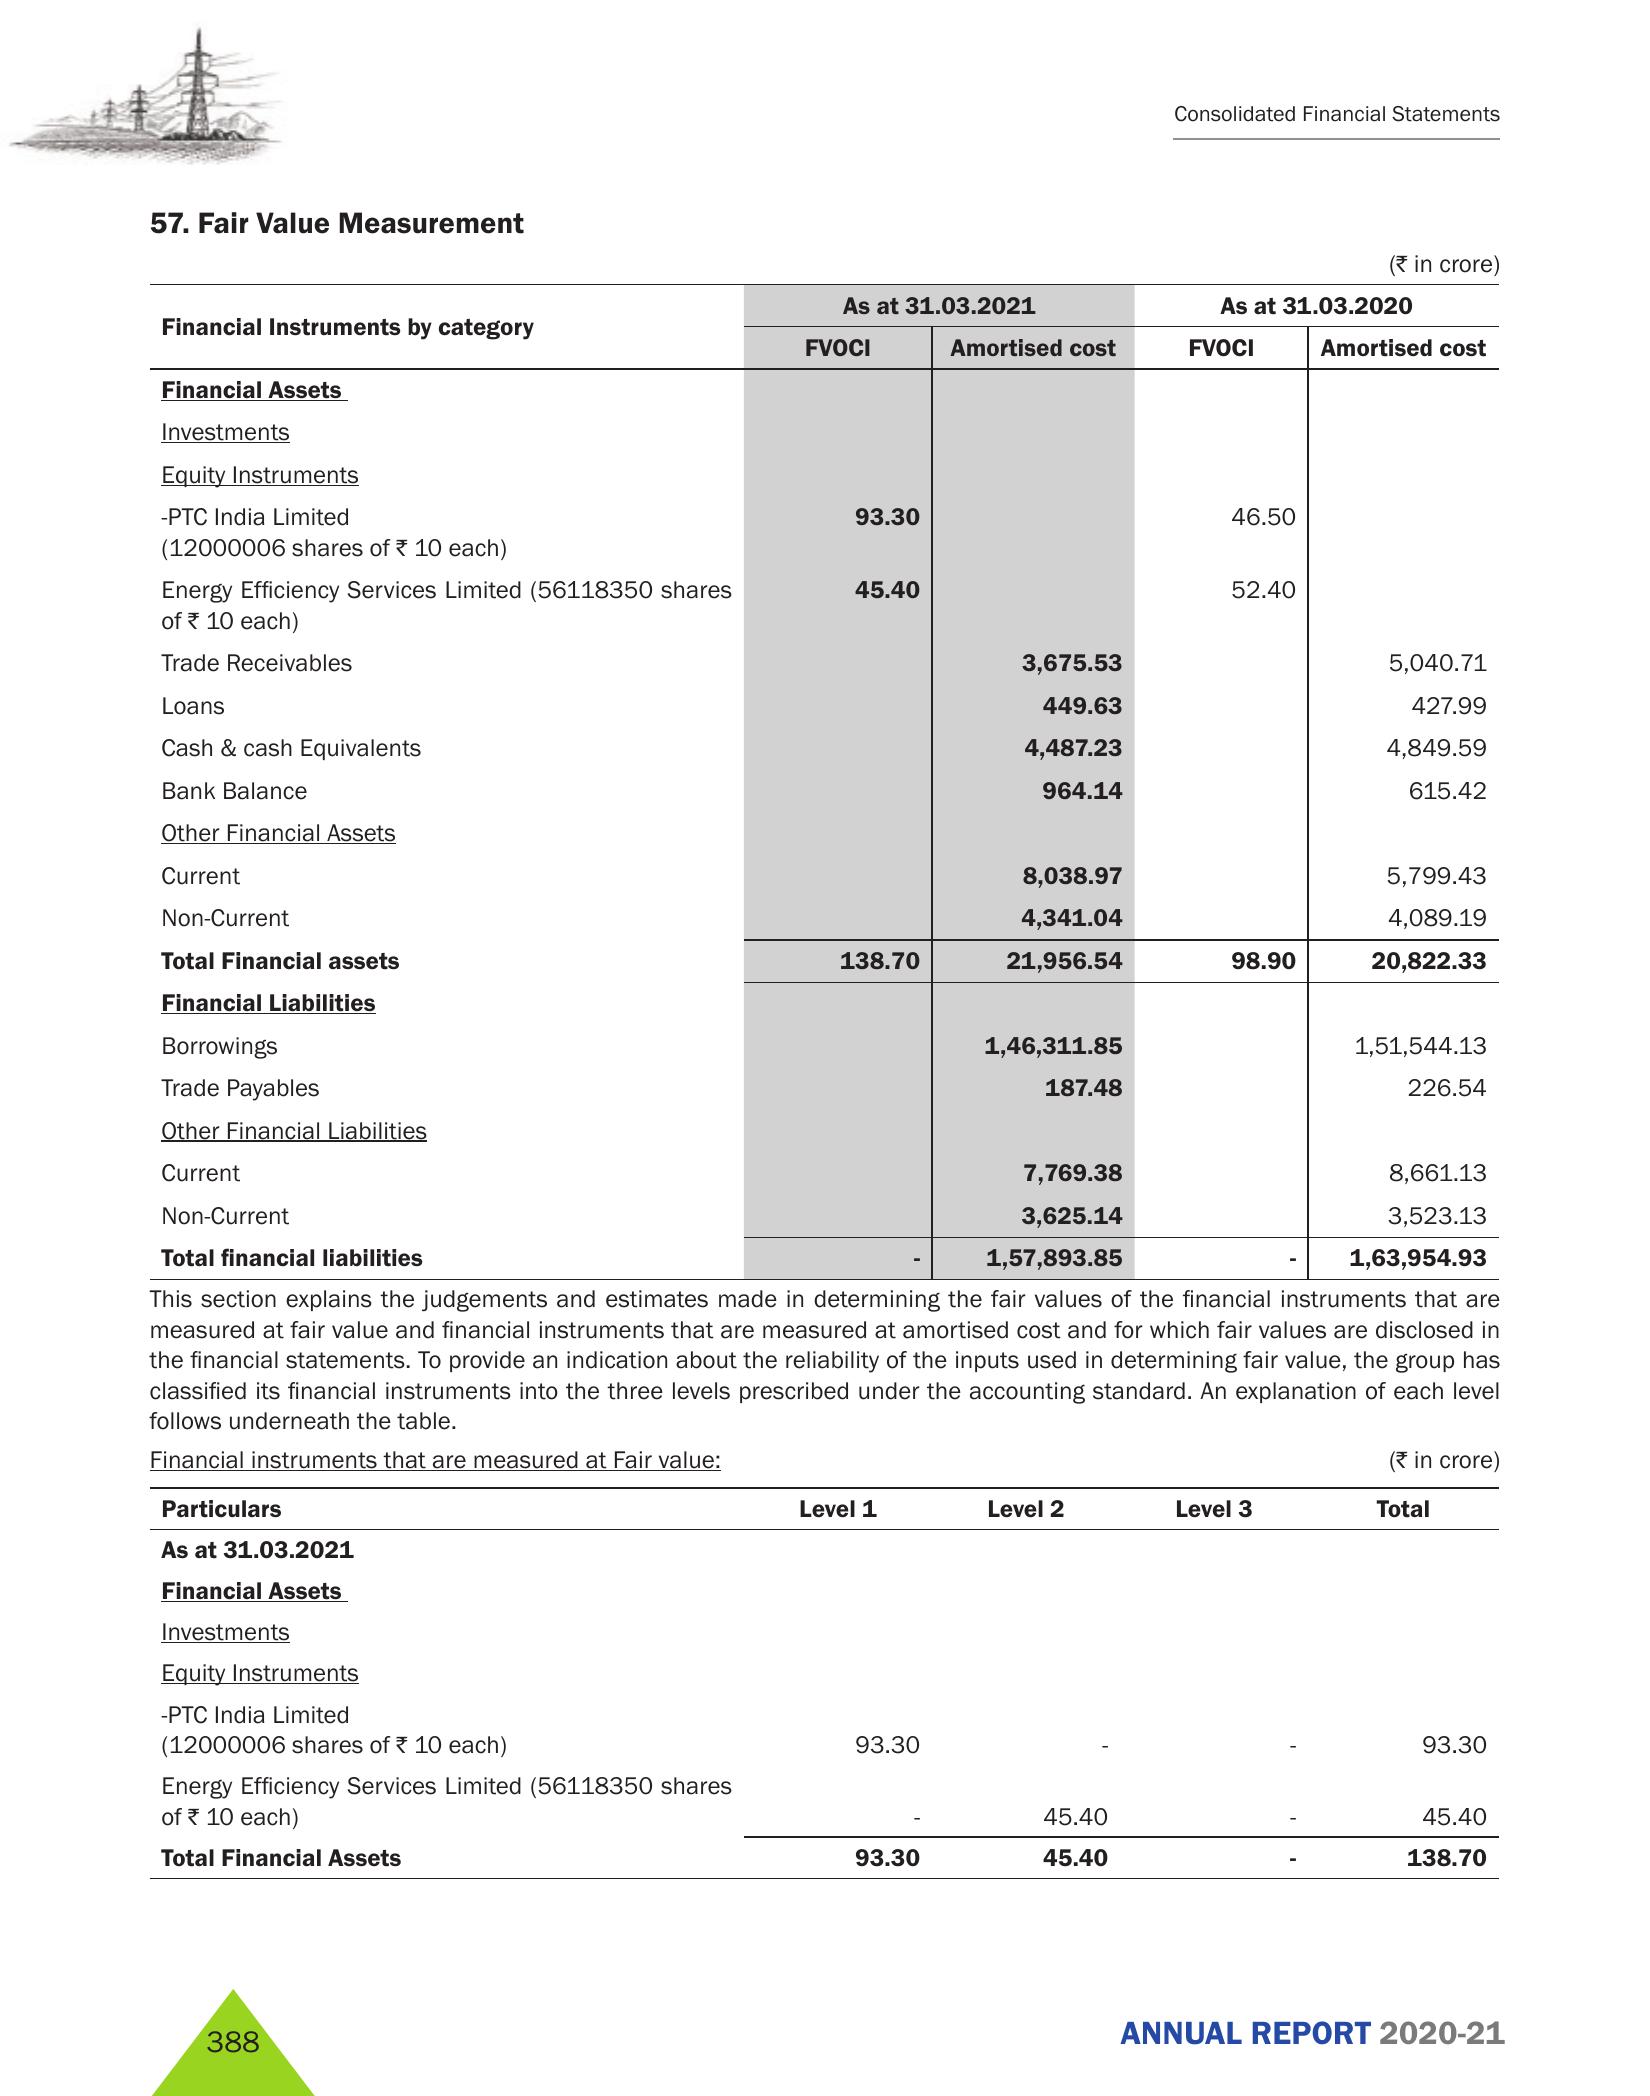 Consolidated Financial Statements
57. Fair Value Measurement
(₹ in crore)
Financial Instruments by category As at 31.03.2021 As at 31.03.2020
FVOCI Amortised cost FVOCI Amortised cost
Financial Assets
Investments
Equity Instruments
-PTC India Limited 93.30 46.50
(12000006 shares of ₹ 10 each)
Energy Efficiency Services Limited (56118350 shares 45.40 52.40
of ₹ 10 each)
Trade Receivables 3,675.53 5,040.71
Loans 449.63 427.99
Cash & cash Equivalents 4,487.23 4,849.59
Bank Balance 964.14 615.42
Other Financial Assets
Current 8,038.97 5,799.43
Non-Current 4,341.04 4,089.19
Total Financial assets 138.70 21,956.54 98.90 20,822.33
Financial Liabilities
Borrowings 1,46,311.85 1,51,544.13
Trade Payables 187.48 226.54
Other Financial Liabilities
Current 7,769.38 8,661.13
Non-Current 3,625.14 3,523.13
Total financial liabilities - 1,57,893.85 - 1,63,954.93
This section explains the judgements and estimates made in determining the fair values of the financial instruments that are
measured at fair value and financial instruments that are measured at amortised cost and for which fair values are disclosed in
the financial statements. To provide an indication about the reliability of the inputs used in determining fair value, the group has
classified its financial instruments into the three levels prescribed under the accounting standard. An explanation of each level
follows underneath the table.
Financial instruments that are measured at Fair value: (₹ in crore)
Particulars Level 1 Level 2 Level 3 Total
As at 31.03.2021
Financial Assets
Investments
Equity Instruments
-PTC India Limited
(12000006 shares of ₹ 10 each) 93.30 - - 93.30
Energy Efficiency Services Limited (56118350 shares
of ₹ 10 each) - 45.40 - 45.40
Total Financial Assets 93.30 45.40 - 138.70
388
ANNUAL REPORT 2020-21